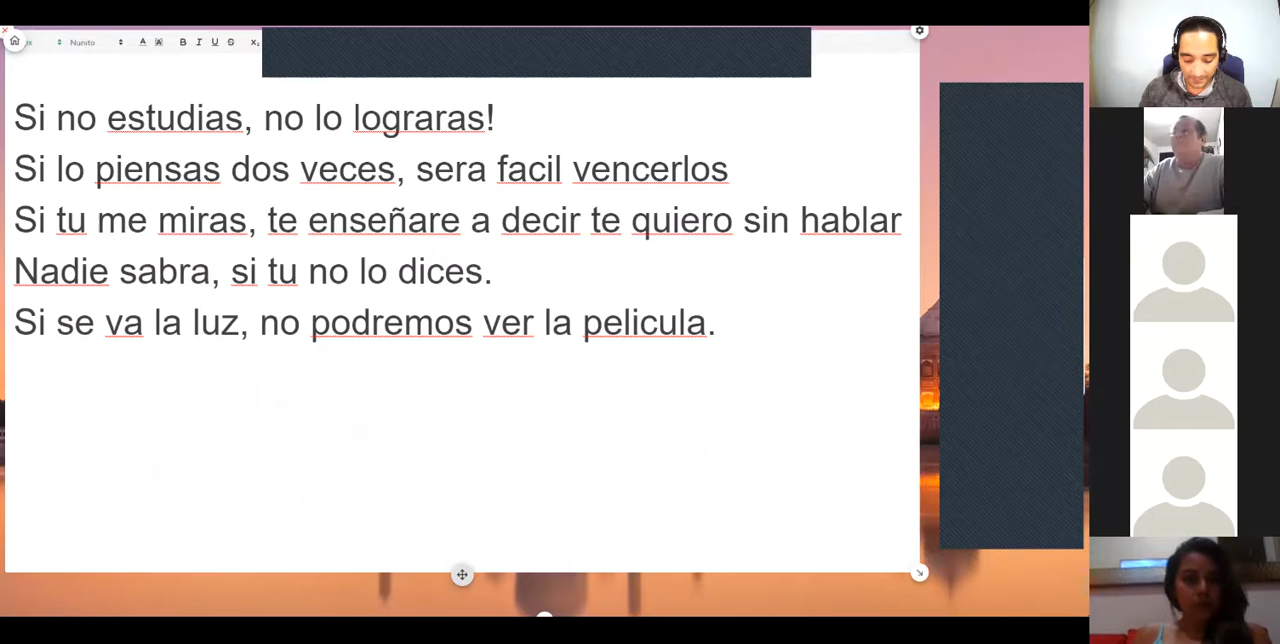 Nunito
A A B I U S X₂
Si no estudias, no lo lograras!
Si lo piensas dos veces, sera facil vencerlos
Si tu me miras, te enseñare a decir te quiero sin hablar
Nadie sabra, si tu no lo dices.
Si se va la luz, no podremos ver la pelicula.